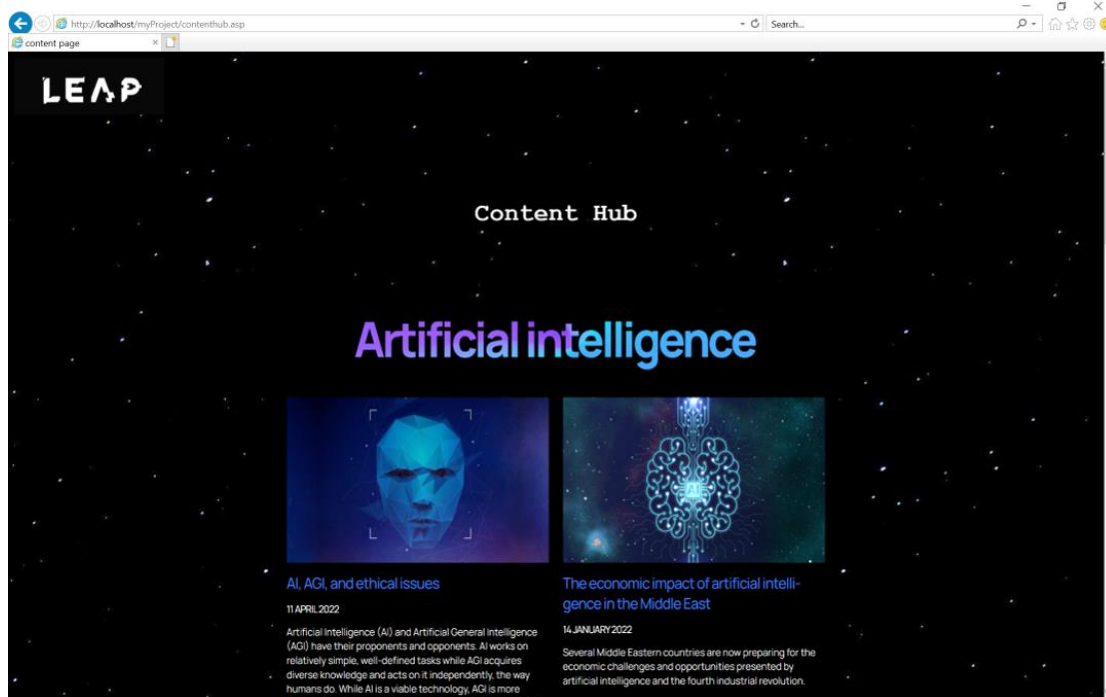 http://localhost/myProject/contenthub.asp
Search...
content page
LEAP
Content Hub
Artificial intelligence
AI
AI, AGI, and ethical issues
11 APRIL 2022
Artificial Intelligence (AI) and Artificial General Intelligence
(AGI) have their proponents and opponents. AI works on
relatively simple, well-defined tasks while AGI acquires
diverse knowledge and acts on it independently, the way
humans do. While AI is a viable technology, AGI is more
The economic impact of artificial intelli-
gence in the Middle East
14 JANUARY 2022
Several Middle Eastern countries are now preparing for the
economic challenges and opportunities presented by
artificial intelligence and the fourth industrial revolution.